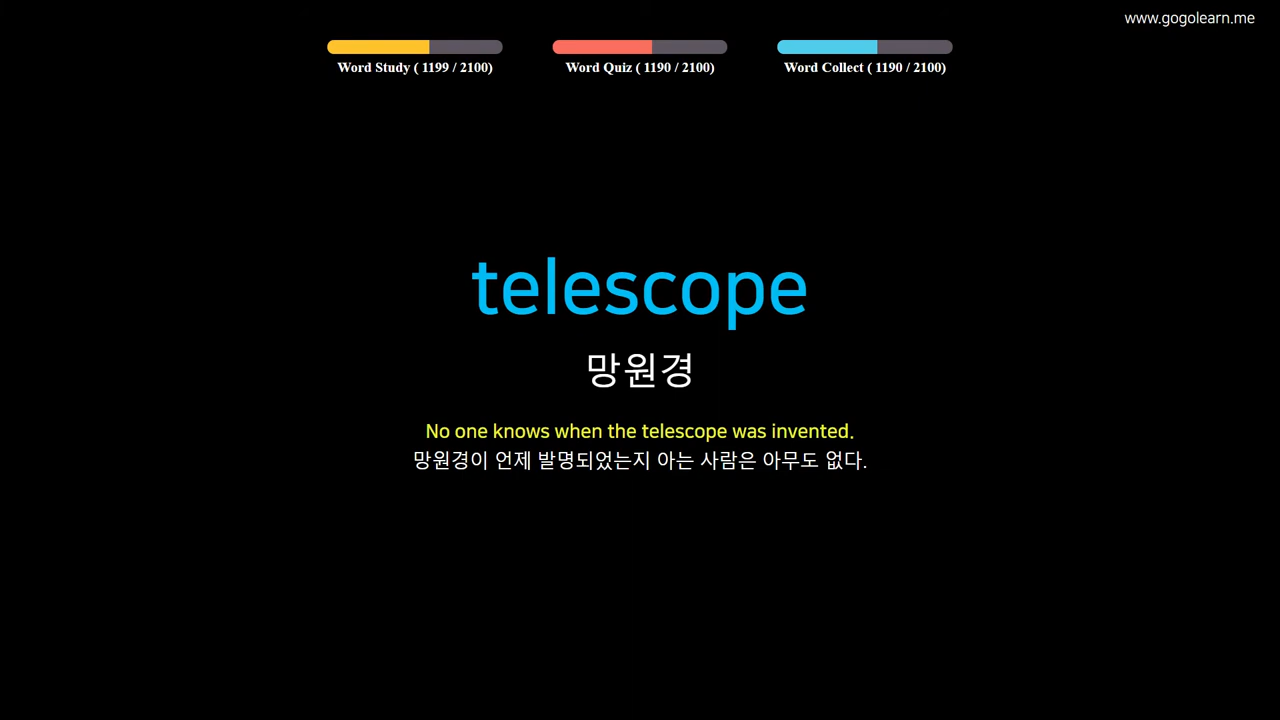 www.gogolearn.me
Word Study ( 1199 / 2100)
Word Quiz ( 1190 / 2100)
Word Collect ( 1190 / 2100)
telescope
망원경
No one knows when the telescope was invented.
망원경이 언제 발명되었는지 아는 사람은 아무도 없다.